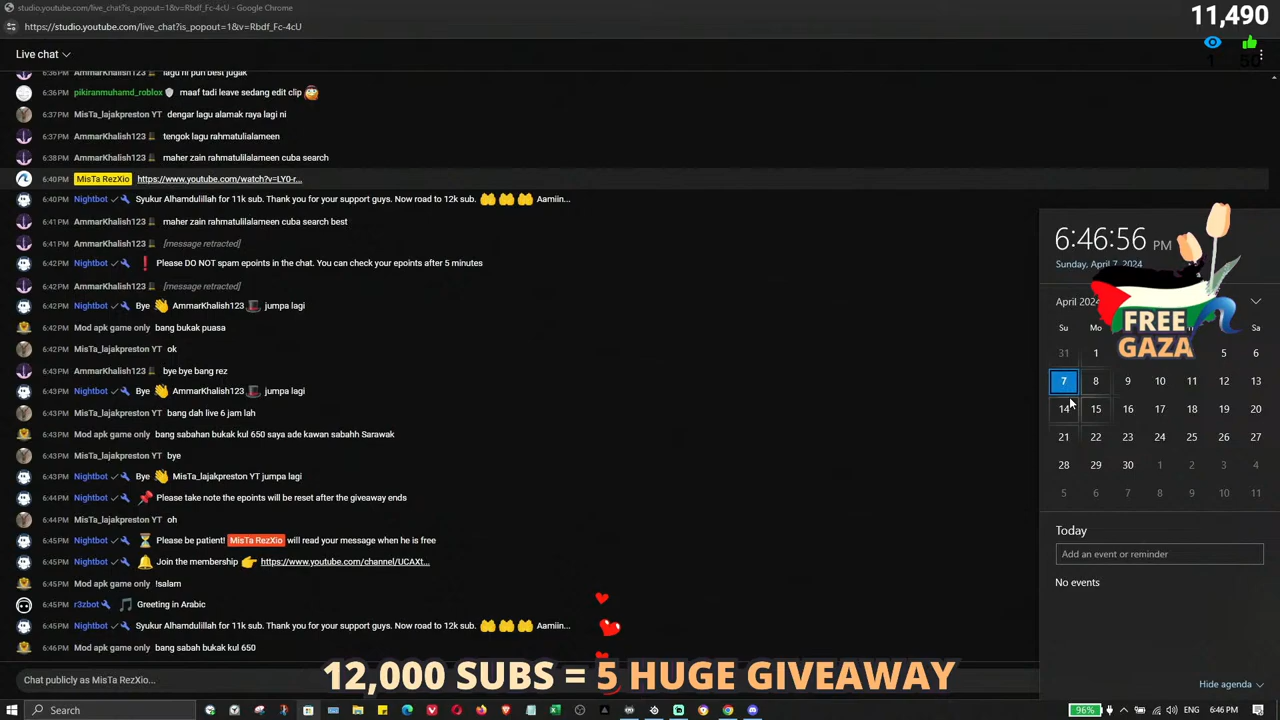 studio.youtube.com/live_chat?is_popout=1&v=Rbdf_Fc-4cU - Google Chrome
https://studio.youtube.com/live_chat?is_popout=1&v=Rbdf_Fc-4cU
11,490
1 50
Live chat
6:36PM AmmarKhalish123 lagu ni pun best jugak
6:36PM pikiranmuhamd_roblox maaf tadi leave sedang edit clip
6:37PM MisTa_lajakpreston YT dengar lagu alamak raya lagi ni
6:37PM AmmarKhalish123 tengok lagu rahmatulialameen
6:38PM AmmarKhalish123 maher zain rahmatulilalameen cuba search
6:40PM MisTa RezXio https://www.youtube.com/watch?v=LY0-r...
6:40PM Nightbot Syukur Alhamdulillah for 11k sub. Thank you for your support guys. Now road to 12k sub. Aamiin...
6:41PM AmmarKhalish123 maher zain rahmatulilalameen cuba search best
6:41PM AmmarKhalish123 [message retracted]
6:42PM Nightbot Please DO NOT spam epoints in the chat. You can check your epoints after 5 minutes
6:42PM AmmarKhalish123 [message retracted]
6:42PM Nightbot Bye AmmarKhalish123 jumpa lagi
6:42PM Mod apk game only bang bukak puasa
6:42PM MisTa_lajakpreston YT ok
6:43PM AmmarKhalish123 bye bye bang rez
6:43PM Nightbot Bye AmmarKhalish123 jumpa lagi
6:43PM MisTa_lajakpreston YT bang dah live 6 jam lah
6:43PM Mod apk game only bang sabahan bukak kul 650 saya ade kawan sabahh Sarawak
6:43PM MisTa_lajakpreston YT bye
6:43PM Nightbot Bye MisTa_lajakpreston YT jumpa lagi
6:44PM Nightbot Please take note the epoints will be reset after the giveaway ends
6:44PM MisTa_lajakpreston YT oh
6:45PM Nightbot Please be patient! MisTa RezXio will read your message when he is free
6:45PM Nightbot Join the membership https://www.youtube.com/channel/UCAXt...
6:45PM Mod apk game only !salam
6:45PM r3zbot Greeting in Arabic
6:45PM Nightbot Syukur Alhamdulillah for 11k sub. Thank you for your support guys. Now road to 12k sub. Aamiin...
6:46PM Mod apk game only bang sabah bukak kul 650
Chat publicly as MisTa RezXio...
12,000 SUBS = 5 HUGE GIVEAWAY
6:46:56 PM
Sunday, April 7, 2024
April 2024
FREE
GAZA
Su Mo Sa
31 1 5 6
7 8 9 10 11 12 13
14 15 16 17 18 19 20
21 22 23 24 25 26 27
28 29 30 1 2 3 4
5 6 7 8 9 10 11
Today
Add an event or reminder
No events
Hide agenda
Search
96%
ENG 6:46 PM